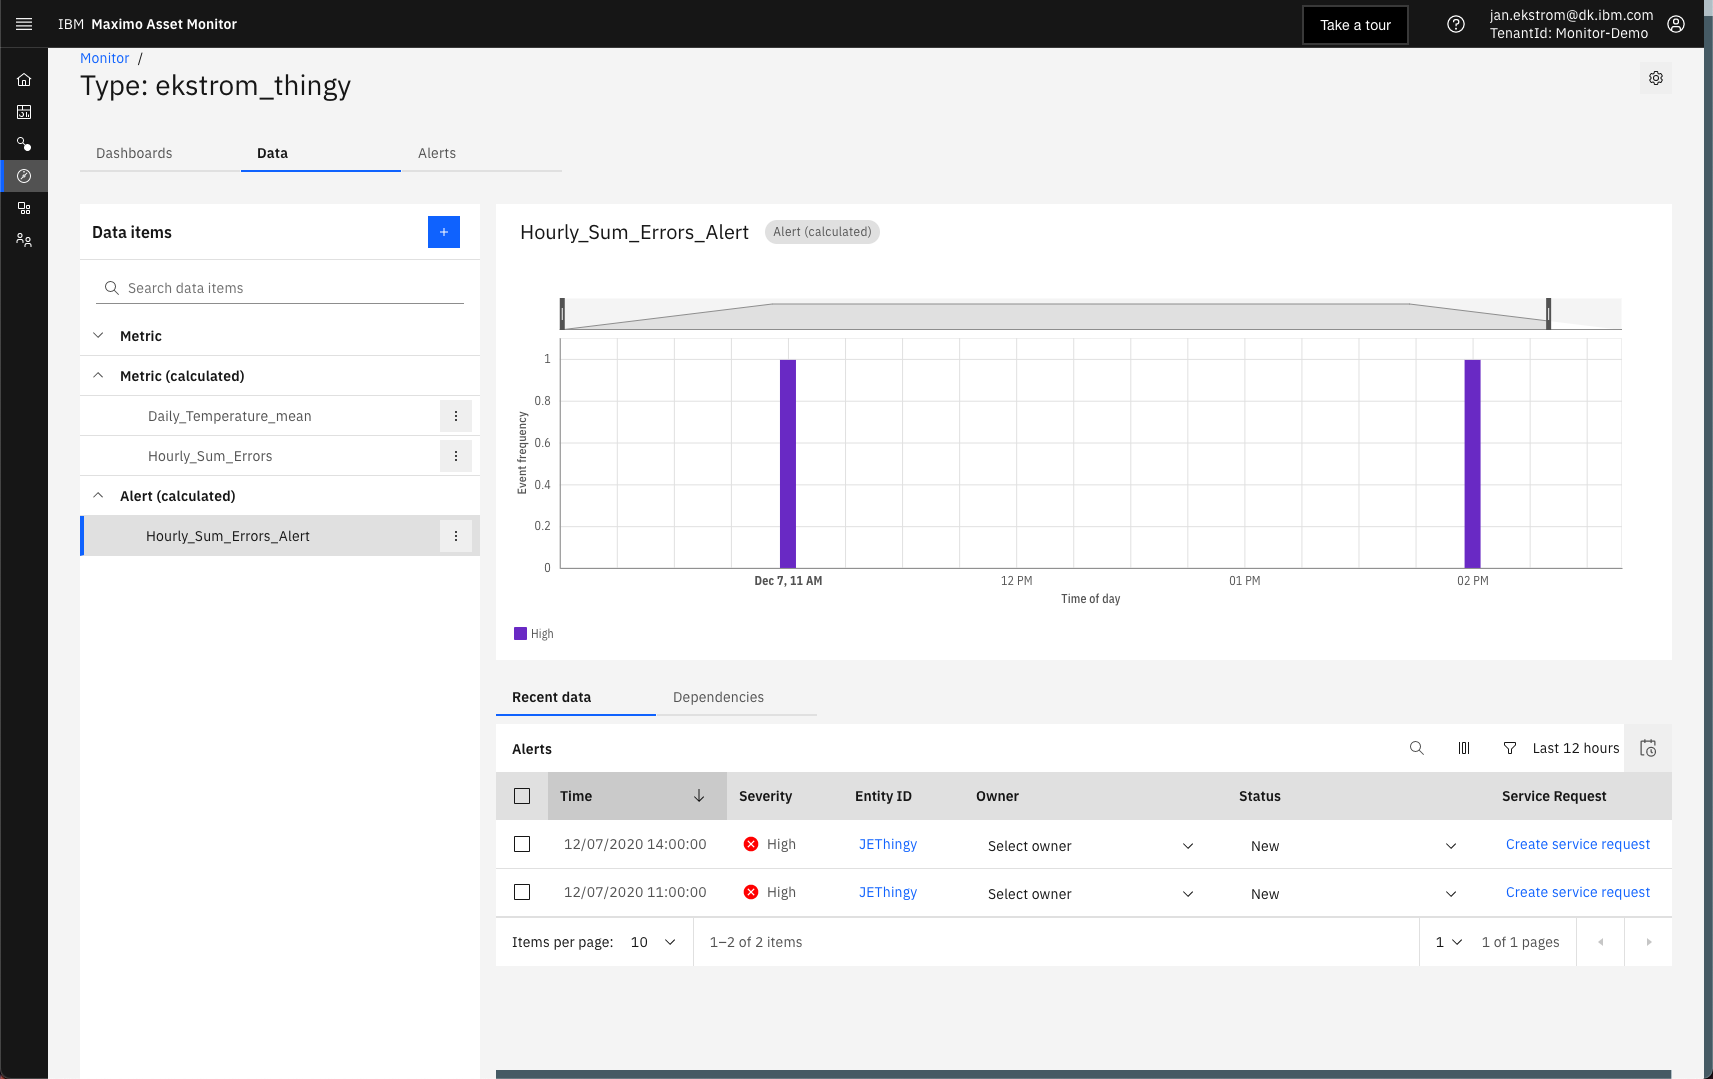 IBM Maximo Asset Monitor
Take a tour
jan.ekstrom@dk.ibm.com
TenantId: Monitor-Demo
Monitor /
Type: ekstrom_thingy
Dashboards
Data
Alerts
Data items
+
Search data items
Metric
Metric (calculated)
Daily_Temperature_mean
Hourly_Sum_Errors
Alert (calculated)
Hourly_Sum_Errors_Alert
Hourly_Sum_Errors_Alert
Alert (calculated)
Event frequency
1
0.8
0.6
0.4
0.2
0
Dec 7, 11 AM
12 PM
01 PM
02 PM
Time of day
High
Recent data
Dependencies
Alerts
Last 12 hours
Time Severity Entity ID Owner Status Service Request
12/07/2020 14:00:00 High JEThingy Select owner New Create service request
12/07/2020 11:00:00 High JEThingy Select owner New Create service request
Items per page: 10 1–2 of 2 items 1 1 of 1 pages